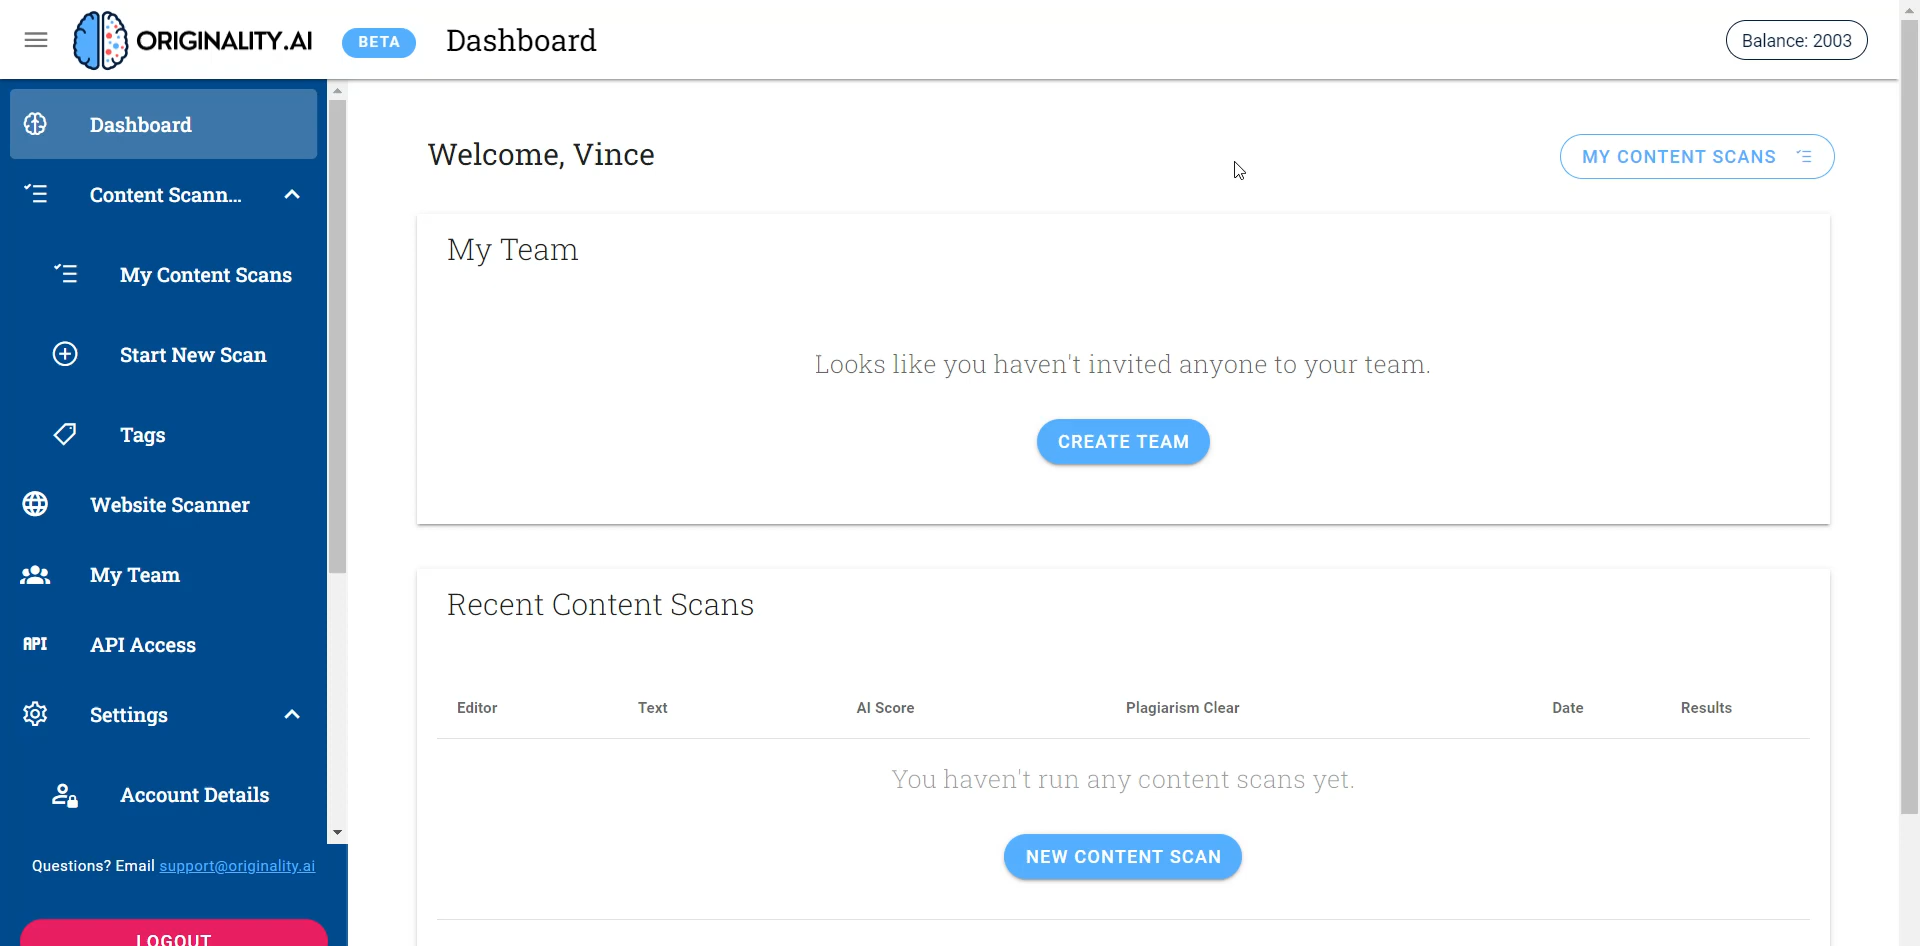 ORIGINALITY.AI
BETA
Dashboard
Balance: 2003
Dashboard
Content Scann...
My Content Scans
Start New Scan
Tags
Website Scanner
My Team
API
API Access
Settings
Account Details
Questions? Email support@originality.ai
LOGOUT
Welcome, Vince
MY CONTENT SCANS
My Team
Looks like you haven't invited anyone to your team.
CREATE TEAM
Recent Content Scans
Editor Text AI Score Plagiarism Clear Date Results
You haven't run any content scans yet.
NEW CONTENT SCAN